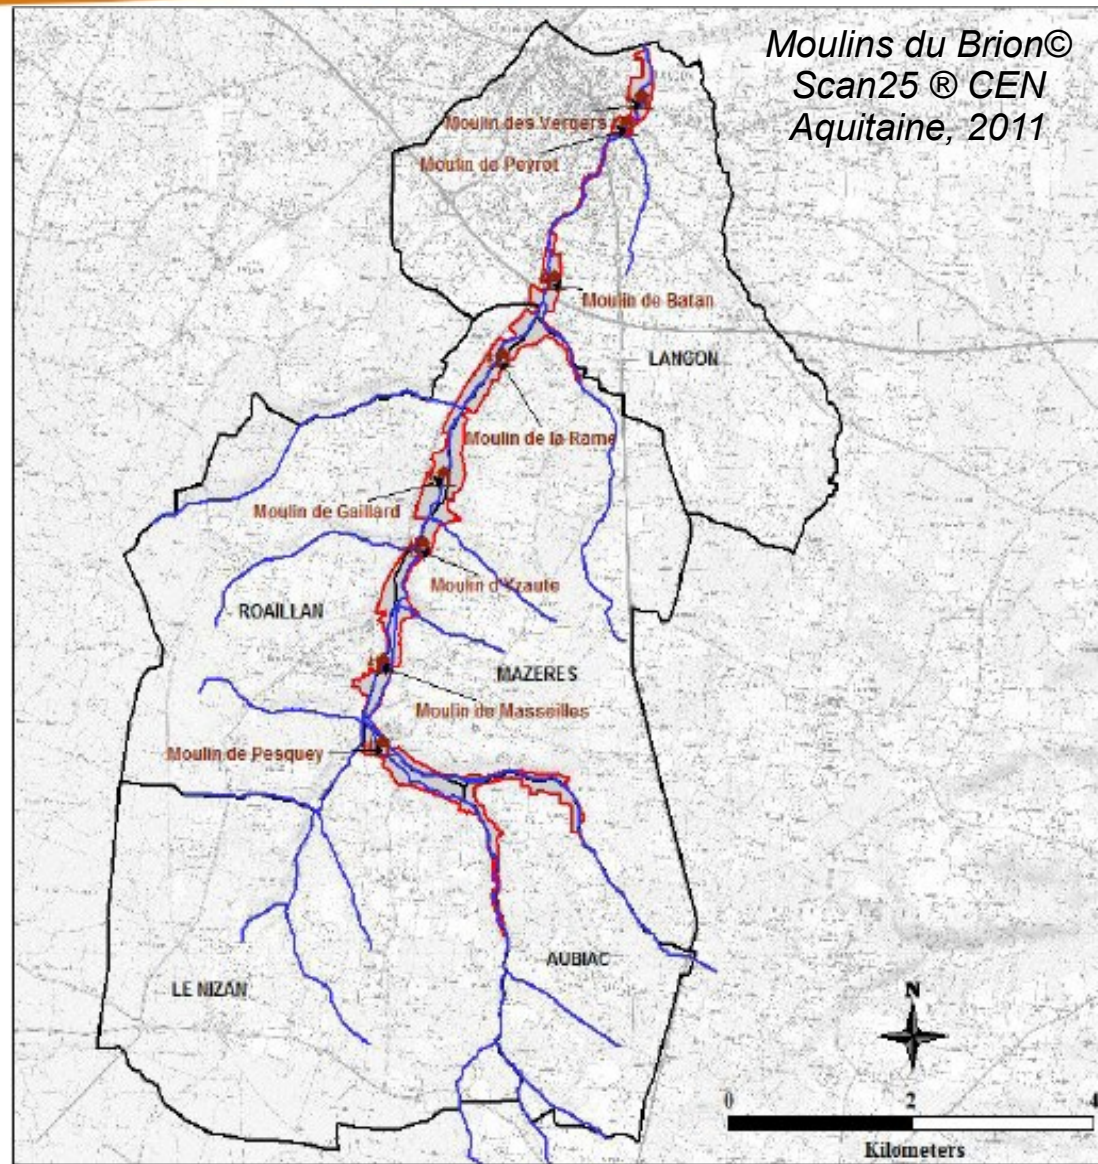 Moulins du Brion©
Scan25 ® CEN
Aquitaine, 2011
Moulin des Vergers
Moulin de Peyrot
Moulin de Batan
LANGON
Moulin de la Rame
Moulin de Gaillard
Moulin d'Yzaute
ROAILLAN
MAZERES
Moulin de Masseilles
Moulin de Pesquey
AUBIAC
LE NIZAN
N
0 2 4
Kilometers